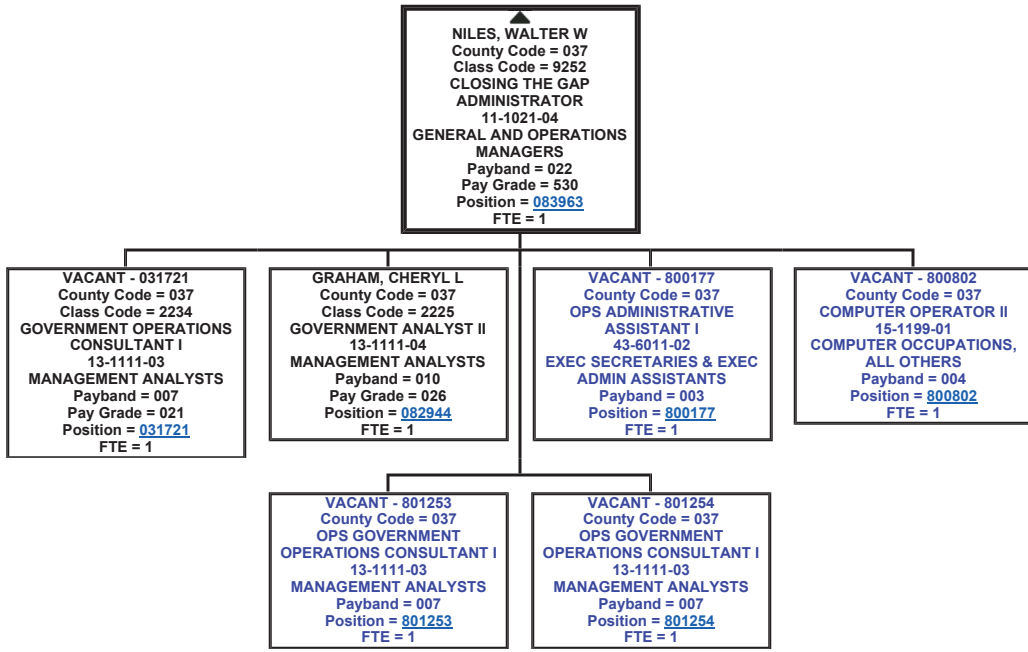 NILES, WALTER W
County Code = 037
Class Code = 9252
CLOSING THE GAP
ADMINISTRATOR
11-1021-04
GENERAL AND OPERATIONS
MANAGERS
Payband = 022
Pay Grade = 530
Position = 083963
FTE = 1
VACANT - 031721
County Code = 037
Class Code = 2234
GOVERNMENT OPERATIONS
CONSULTANT I
13-1111-03
MANAGEMENT ANALYSTS
Payband = 007
Pay Grade = 021
Position = 031721
FTE = 1
GRAHAM, CHERYL L
County Code = 037
Class Code = 2225
GOVERNMENT ANALYST II
13-1111-04
MANAGEMENT ANALYSTS
Payband = 010
Pay Grade = 026
Position = 082944
FTE = 1
VACANT - 800177
County Code = 037
OPS ADMINISTRATIVE
ASSISTANT I
43-6011-02
EXEC SECRETARIES & EXEC
ADMIN ASSISTANTS
Payband = 003
Position = 800177
FTE = 1
VACANT - 800802
County Code = 037
COMPUTER OPERATOR II
15-1199-01
COMPUTER OCCUPATIONS,
ALL OTHERS
Payband = 004
Position = 800802
FTE = 1
VACANT - 801253
County Code = 037
OPS GOVERNMENT
OPERATIONS CONSULTANT I
13-1111-03
MANAGEMENT ANALYSTS
Payband = 007
Position = 801253
FTE = 1
VACANT - 801254
County Code = 037
OPS GOVERNMENT
OPERATIONS CONSULTANT I
13-1111-03
MANAGEMENT ANALYSTS
Payband = 007
Position = 801254
FTE = 1